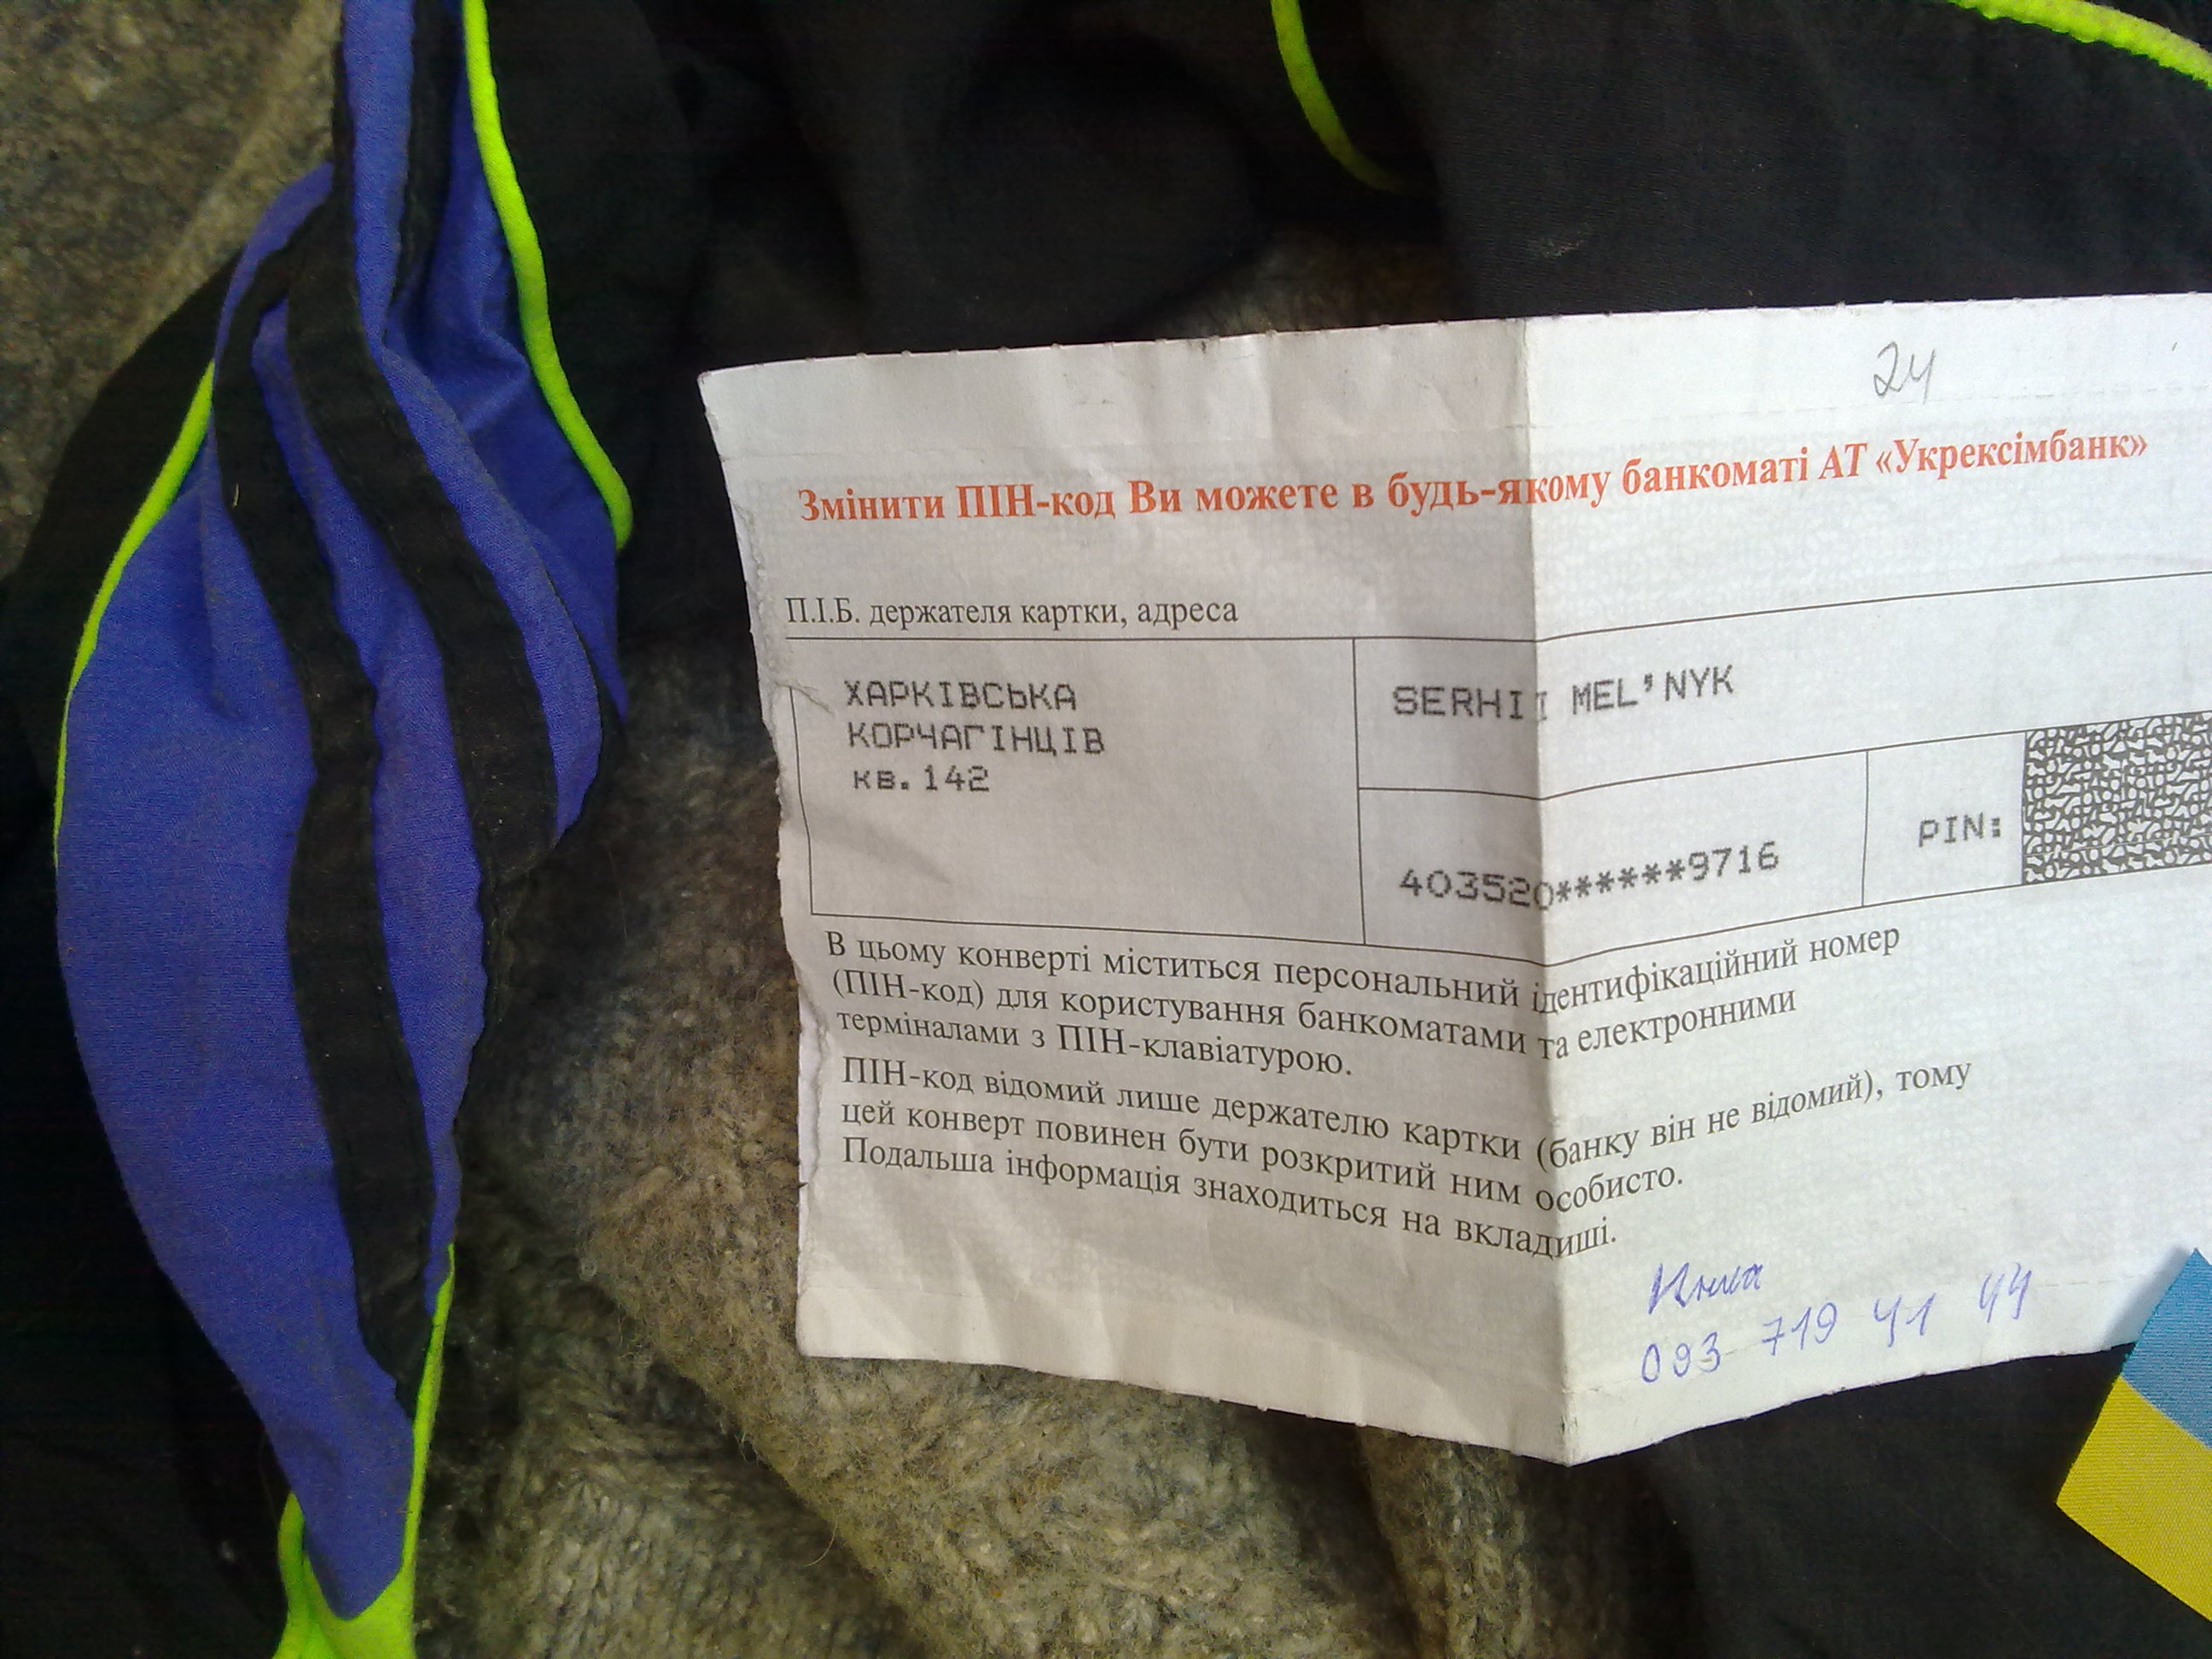 24
Змінити ПІН-код Ви можете в будь-якому банкоматі АТ «Укрексімбанк»
П.І.Б. держателя картки, адреса
ХАРКІВСЬКА
КОРЧАГІНЦІВ
кв.142
SERHII MEL'NYK
403520******9716
PIN:
В цьому конверті міститься персональний ідентифікаційний номер
(ПІН-код) для користування банкоматами та електронними
терміналами з ПІН-клавіатурою.
ПІН-код відомий лише держателю картки (банку він не відомий), тому
цей конверт повинен бути розкритий ним особисто.
Подальша інформація знаходиться на вкладиші.
093 719 41 44